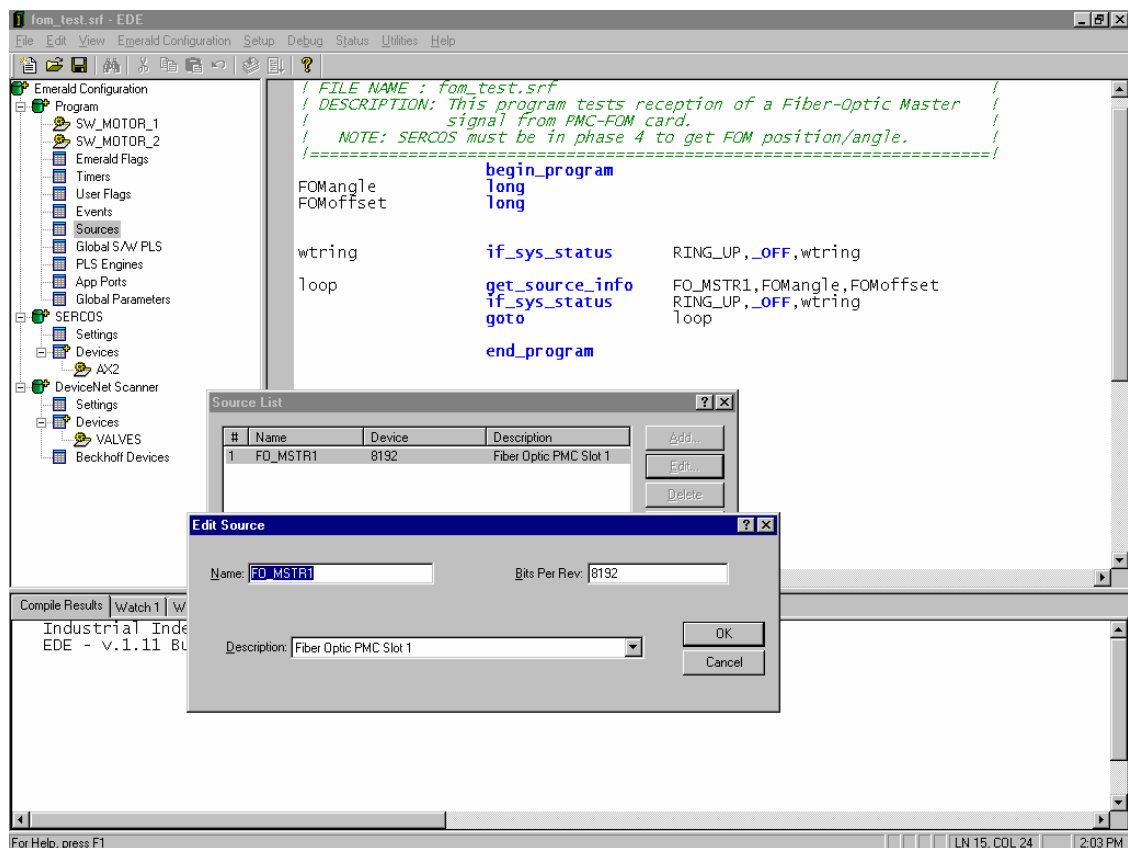 fom_test.srf - EDE
File Edit View Emerald Configuration Setup Debug Status Utilities Help
Emerald Configuration
Program
SW_MOTOR_1
SW_MOTOR_2
Emerald Flags
Timers
User Flags
Events
Sources
Global S/W PLS
PLS Engines
App Ports
Global Parameters
SERCOS
Settings
Devices
AX2
DeviceNet Scanner
Settings
Devices
VALVES
Beckhoff Devices
! FILE NAME : fom_test.srf !
! DESCRIPTION: This program tests reception of a Fiber-Optic Master !
! signal from PMC-FOM card. !
! NOTE: SERCOS must be in phase 4 to get FOM position/angle. !
!====================================================================!
begin_program
FOMangle long
FOMoffset long
wtring if_sys_status RING_UP,_OFF,wtring
loop get_source_info FO_MSTR1,FOMangle,FOMoffset
if_sys_status RING_UP,_OFF,wtring
goto loop
end_program
Source List
# Name Device Description
1 FO_MSTR1 8192 Fiber Optic PMC Slot 1
Add...
Edit...
Delete
Edit Source
Name: FO_MSTR1 Bits Per Rev: 8192
Description: Fiber Optic PMC Slot 1
OK
Cancel
Compile Results Watch 1 W
Industrial Inde
EDE - v.1.11 Bu
For Help, press F1 LN 15, COL 24 2:03 PM